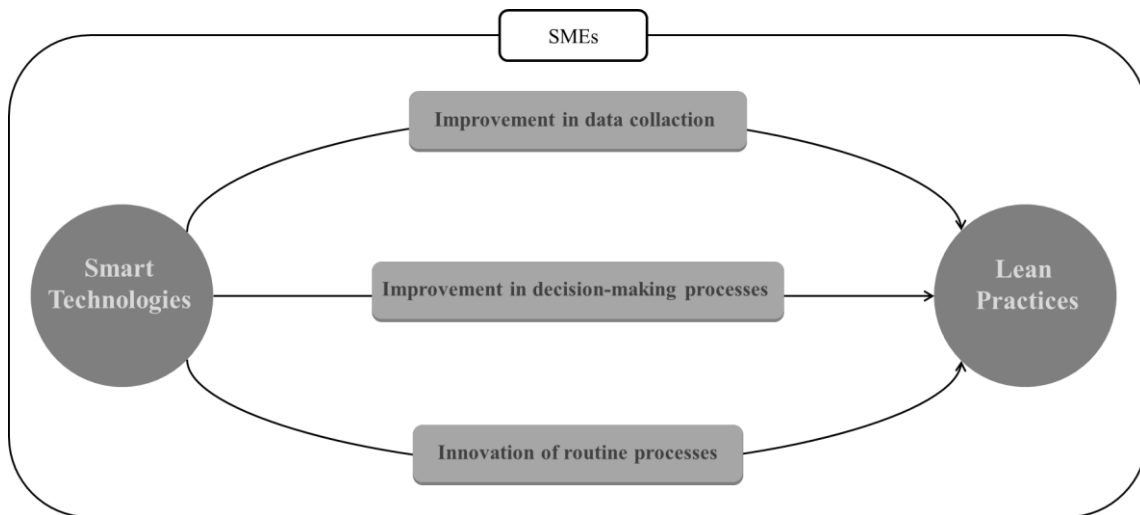 SMEs
Improvement in data collaction
Smart
Technologies
Improvement in decision-making processes
Lean
Practices
Innovation of routine processes